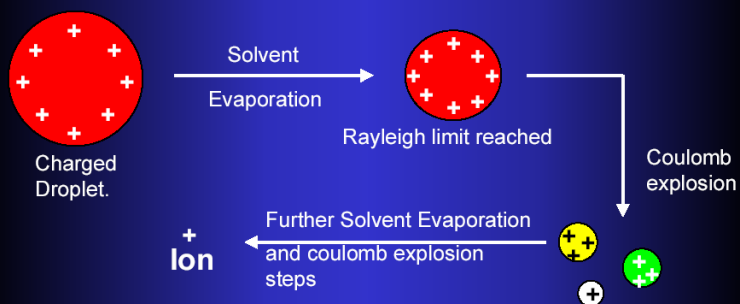 Solvent
Evaporation
Charged
Droplet.
Rayleigh limit reached
Coulomb
explosion
Further Solvent Evaporation
and coulomb explosion
steps
+
Ion